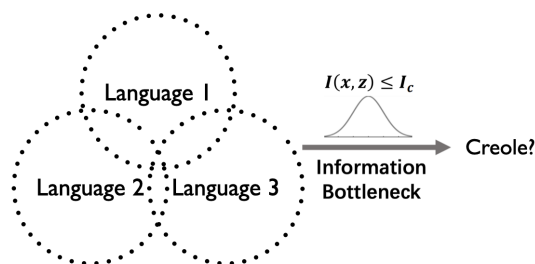 Language 1
Language 2
Language 3
I(x, z) ≤ I_c
Information
Bottleneck
Creole?